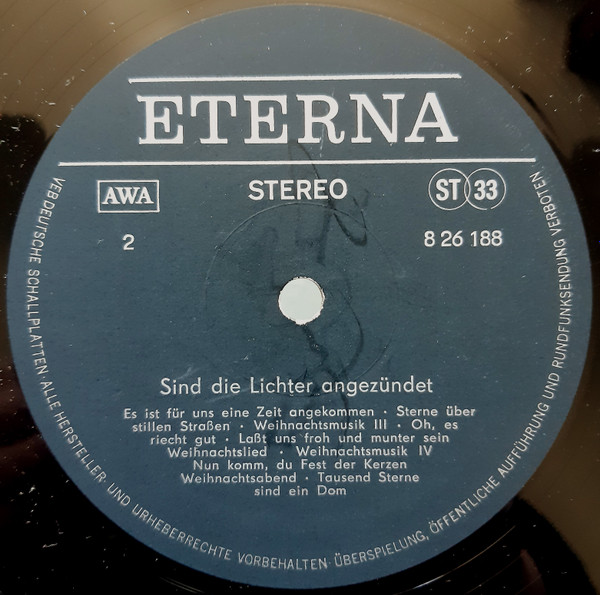 ETERNA
AWA STEREO ST 33
2 8 26 188
Sind die Lichter angezündet
Es ist für uns eine Zeit angekommen · Sterne über
stillen Straßen · Weihnachtsmusik III · Oh, es
riecht gut · Laßt uns froh und munter sein
Weihnachtslied · Weihnachtsmusik IV
Nun komm, du Fest der Kerzen
Weihnachtsabend · Tausend Sterne
sind ein Dom
VEB DEUTSCHE SCHALLPLATTEN · ALLE HERSTELLER- UND URHEBERRECHTE VORBEHALTEN · ÜBERSPIELUNG, ÖFFENTLICHE AUFFÜHRUNG UND RUNDFUNKSENDUNG VERBOTEN